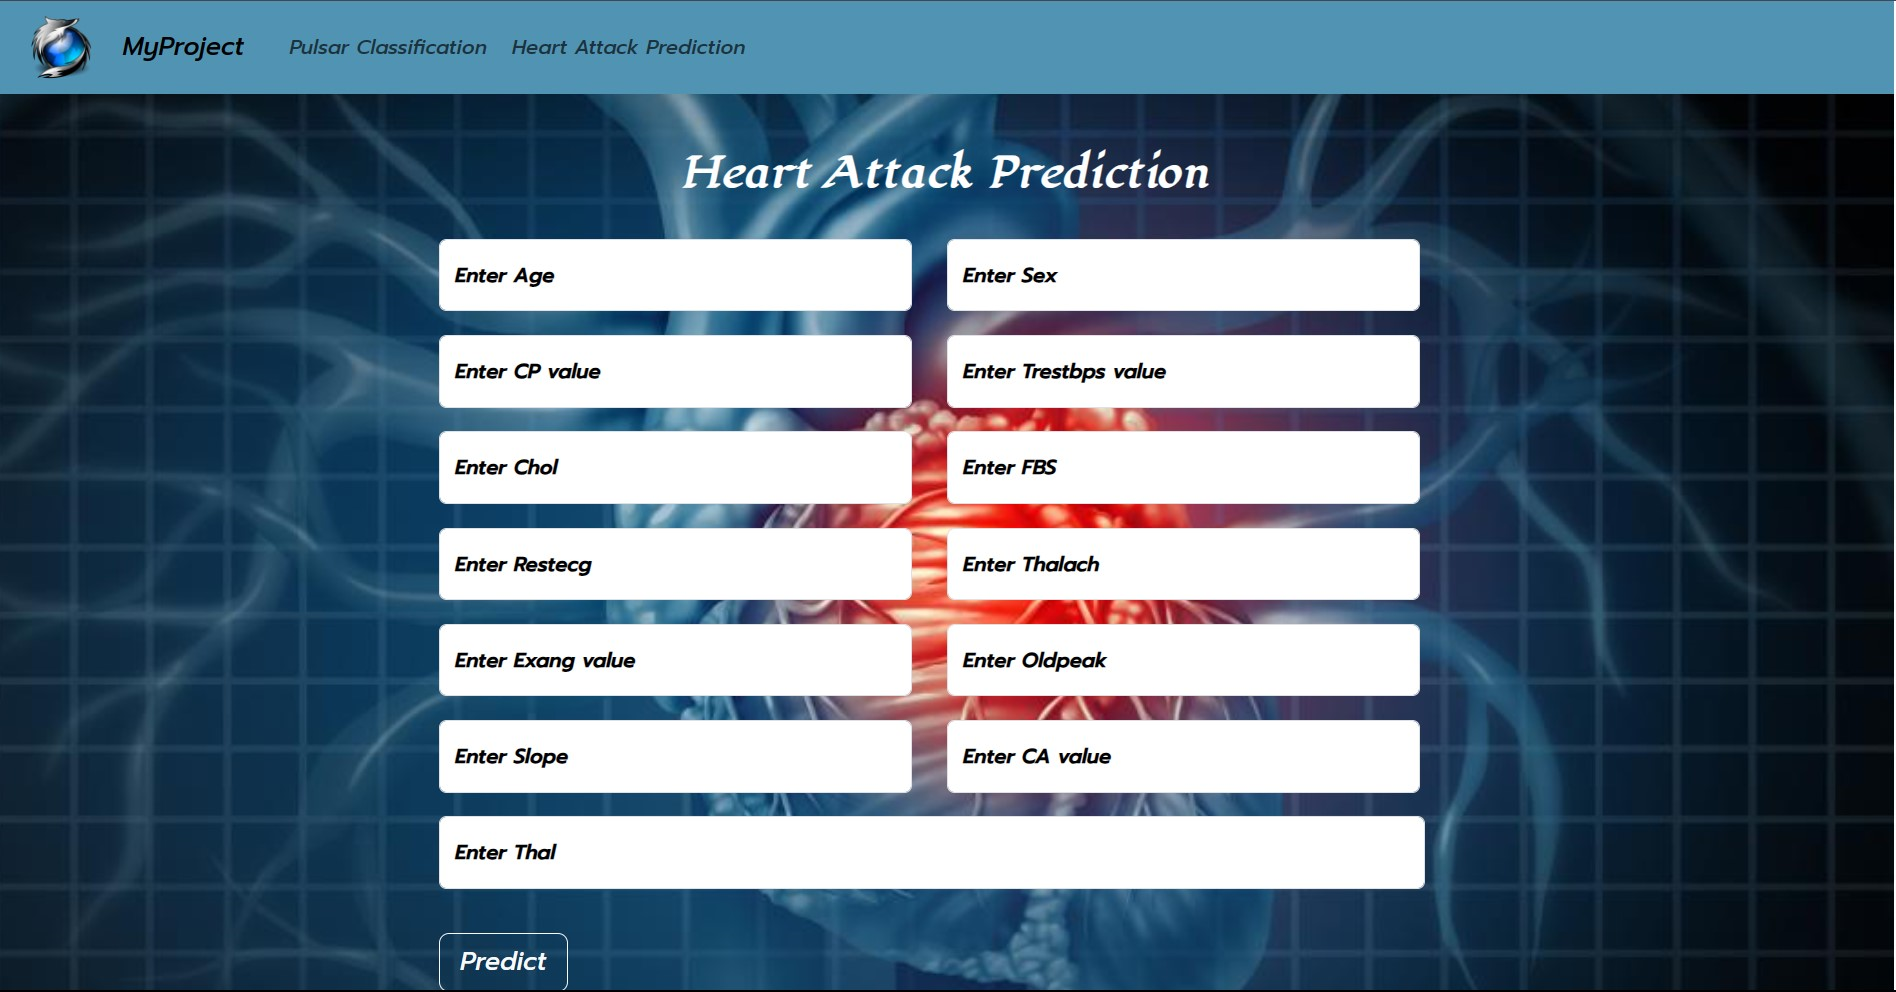 MyProject Pulsar Classification Heart Attack Prediction
Heart Attack Prediction
Enter Age
Enter Sex
Enter CP value
Enter Trestbps value
Enter Chol
Enter FBS
Enter Restecg
Enter Thalach
Enter Exang value
Enter Oldpeak
Enter Slope
Enter CA value
Enter Thal
Predict